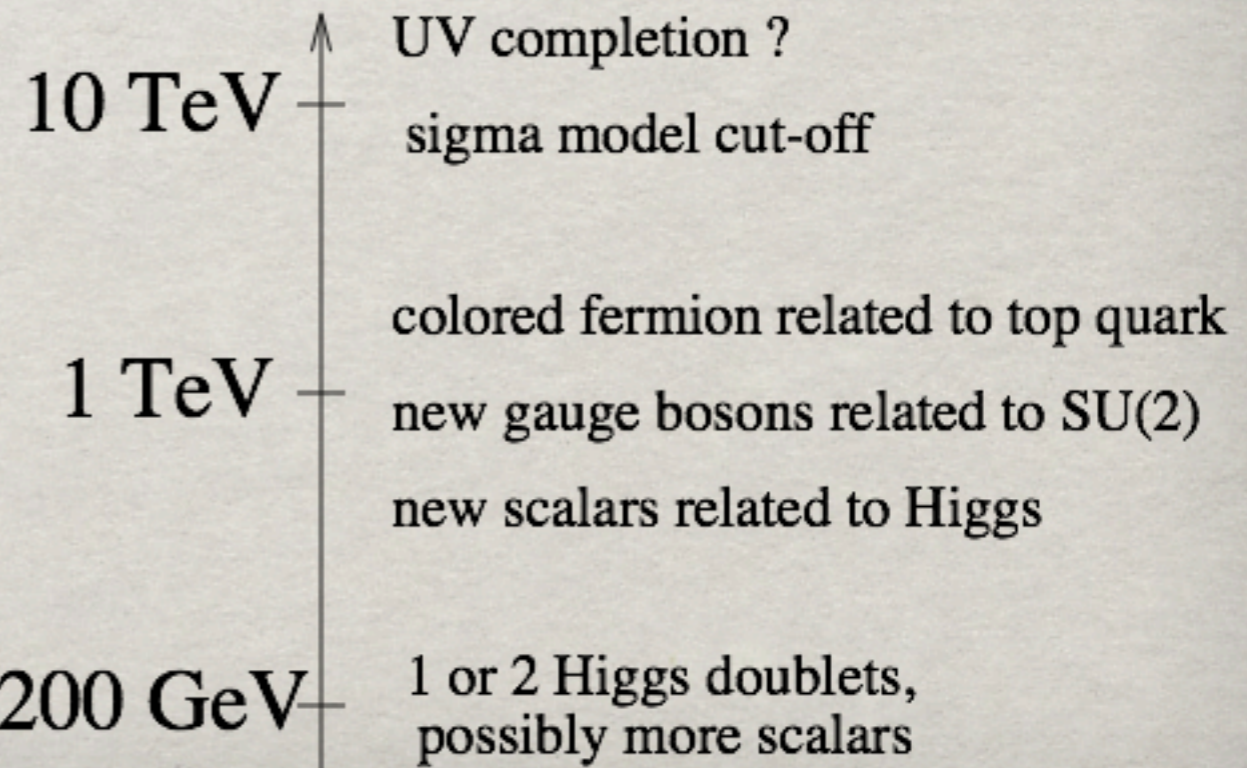 UV completion ?
10 TeV
sigma model cut-off
colored fermion related to top quark
1 TeV
new gauge bosons related to SU(2)
new scalars related to Higgs
200 GeV
1 or 2 Higgs doublets,
possibly more scalars